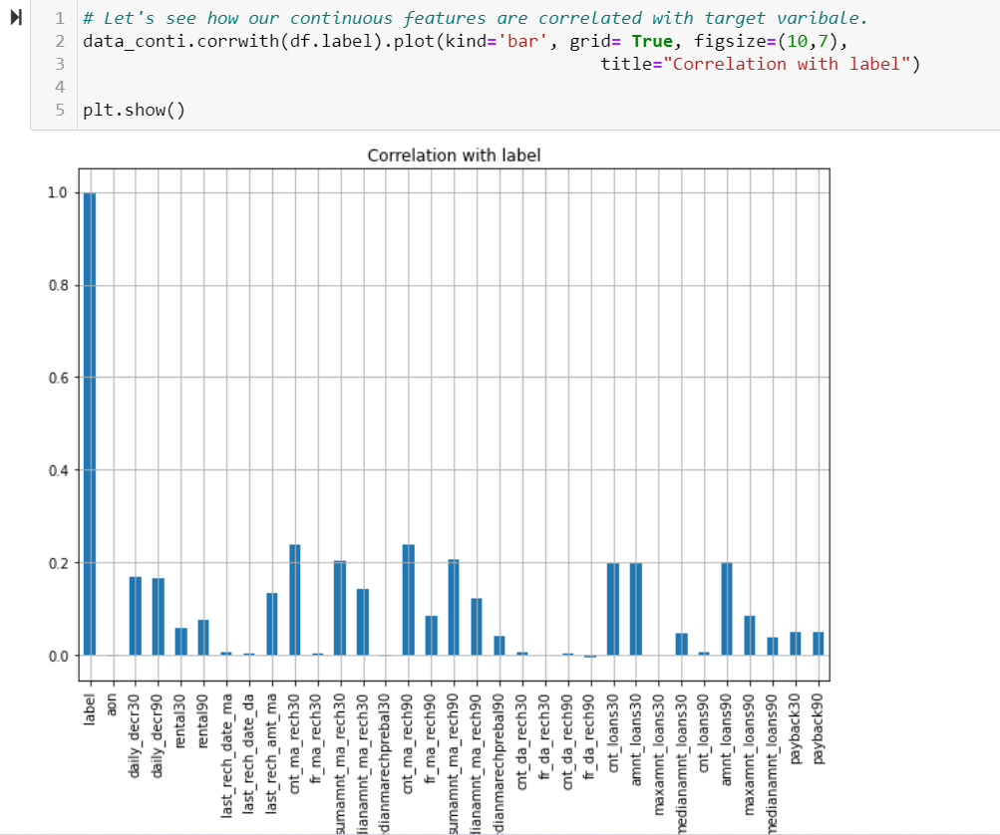 1 # Let's see how our continuous features are correlated with target varibale.
2 data_conti.corrwith(df.label).plot(kind='bar', grid= True, figsize=(10,7),
3 title="Correlation with label")
4
5 plt.show()
Correlation with label
1.0
0.8
0.6
0.4
0.2
0.0
label
aon
daily_decr30
daily_decr90
rental30
rental90
last_rech_date_ma
last_rech_date_da
last_rech_amt_ma
cnt_ma_rech30
fr_ma_rech30
sumamnt_ma_rech30
dianamnt_ma_rech30
dianmarechprebal30
cnt_ma_rech90
fr_ma_rech90
sumamnt_ma_rech90
dianamnt_ma_rech90
dianmarechprebal90
cnt_da_rech30
fr_da_rech30
cnt_da_rech90
fr_da_rech90
cnt_loans30
amnt_loans30
maxamnt_loans30
medianamnt_loans30
cnt_loans90
amnt_loans90
maxamnt_loans90
medianamnt_loans90
payback30
payback90